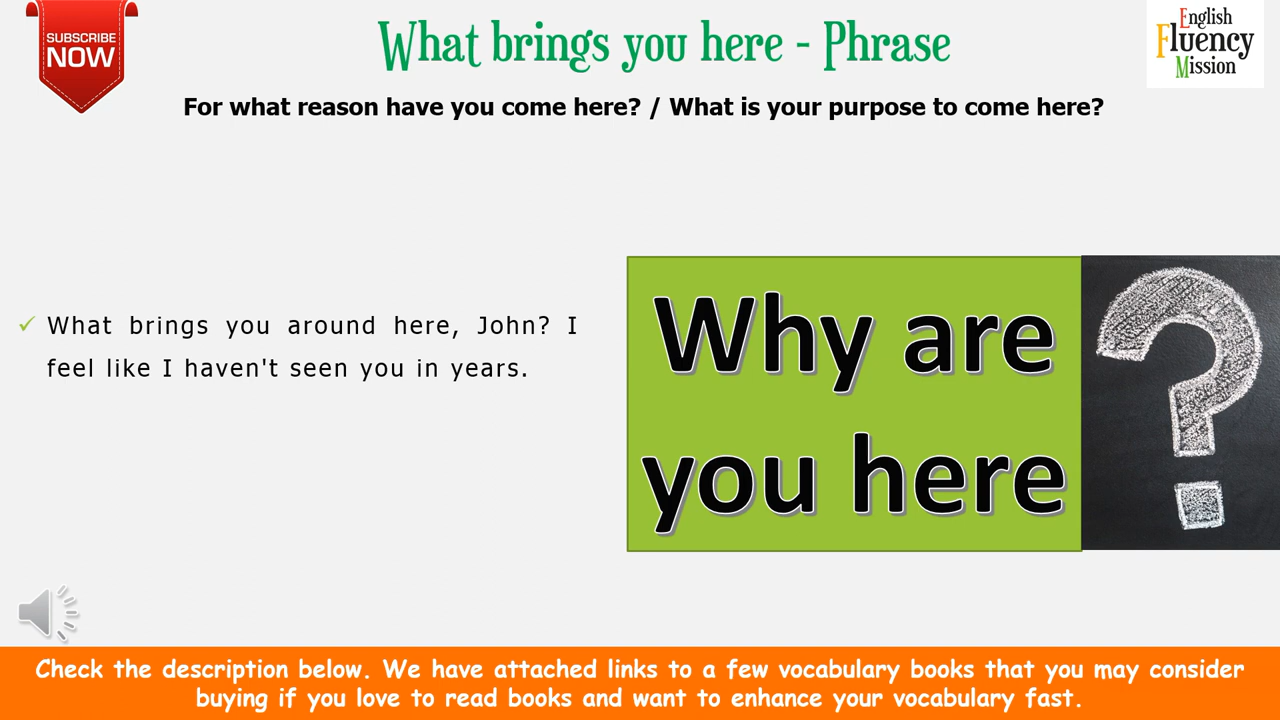 SUBSCRIBE
NOW
What brings you here - Phrase
English
Fluency
Mission
For what reason have you come here? / What is your purpose to come here?
What brings you around here, John? I
feel like I haven't seen you in years.
Why are
you here
?
Check the description below. We have attached links to a few vocabulary books that you may consider
buying if you love to read books and want to enhance your vocabulary fast.